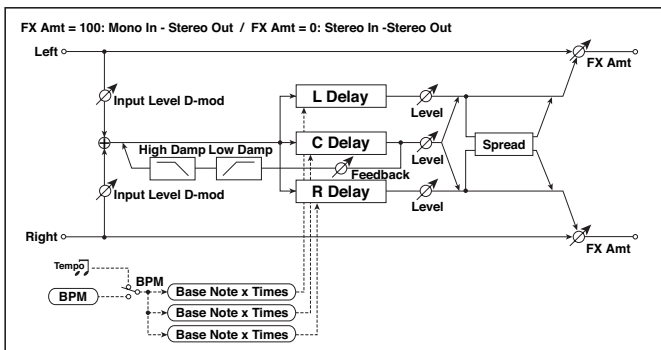 FX Amt = 100: Mono In - Stereo Out / FX Amt = 0: Stereo In -Stereo Out
Left
FX Amt
Input Level D-mod
L Delay
Level
High Damp
Low Damp
C Delay
Level
Spread
Feedback
Input Level D-mod
R Delay
Level
Right
FX Amt
Tempo
BPM
BPM
Base Note x Times
Base Note x Times
Base Note x Times